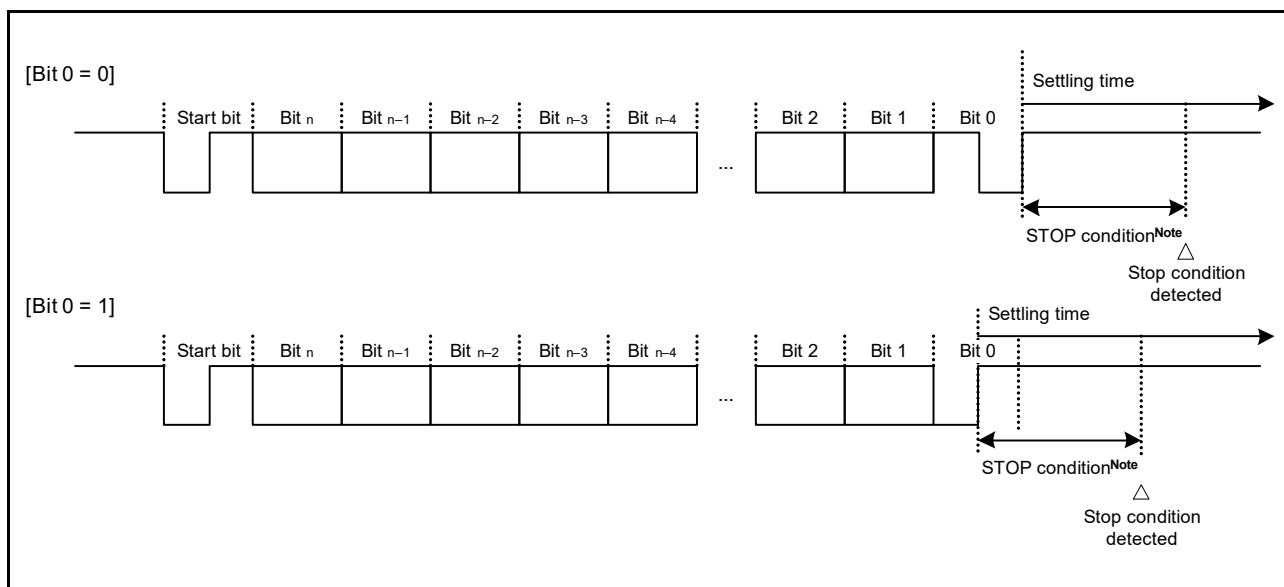 [Bit 0 = 0]
Settling time
Start bit Bit n Bit n–1 Bit n–2 Bit n–3 Bit n–4 Bit 2 Bit 1 Bit 0
...
STOP conditionNote
Stop condition
detected
[Bit 0 = 1]
Settling time
Start bit Bit n Bit n–1 Bit n–2 Bit n–3 Bit n–4 Bit 2 Bit 1 Bit 0
...
STOP conditionNote
Stop condition
detected